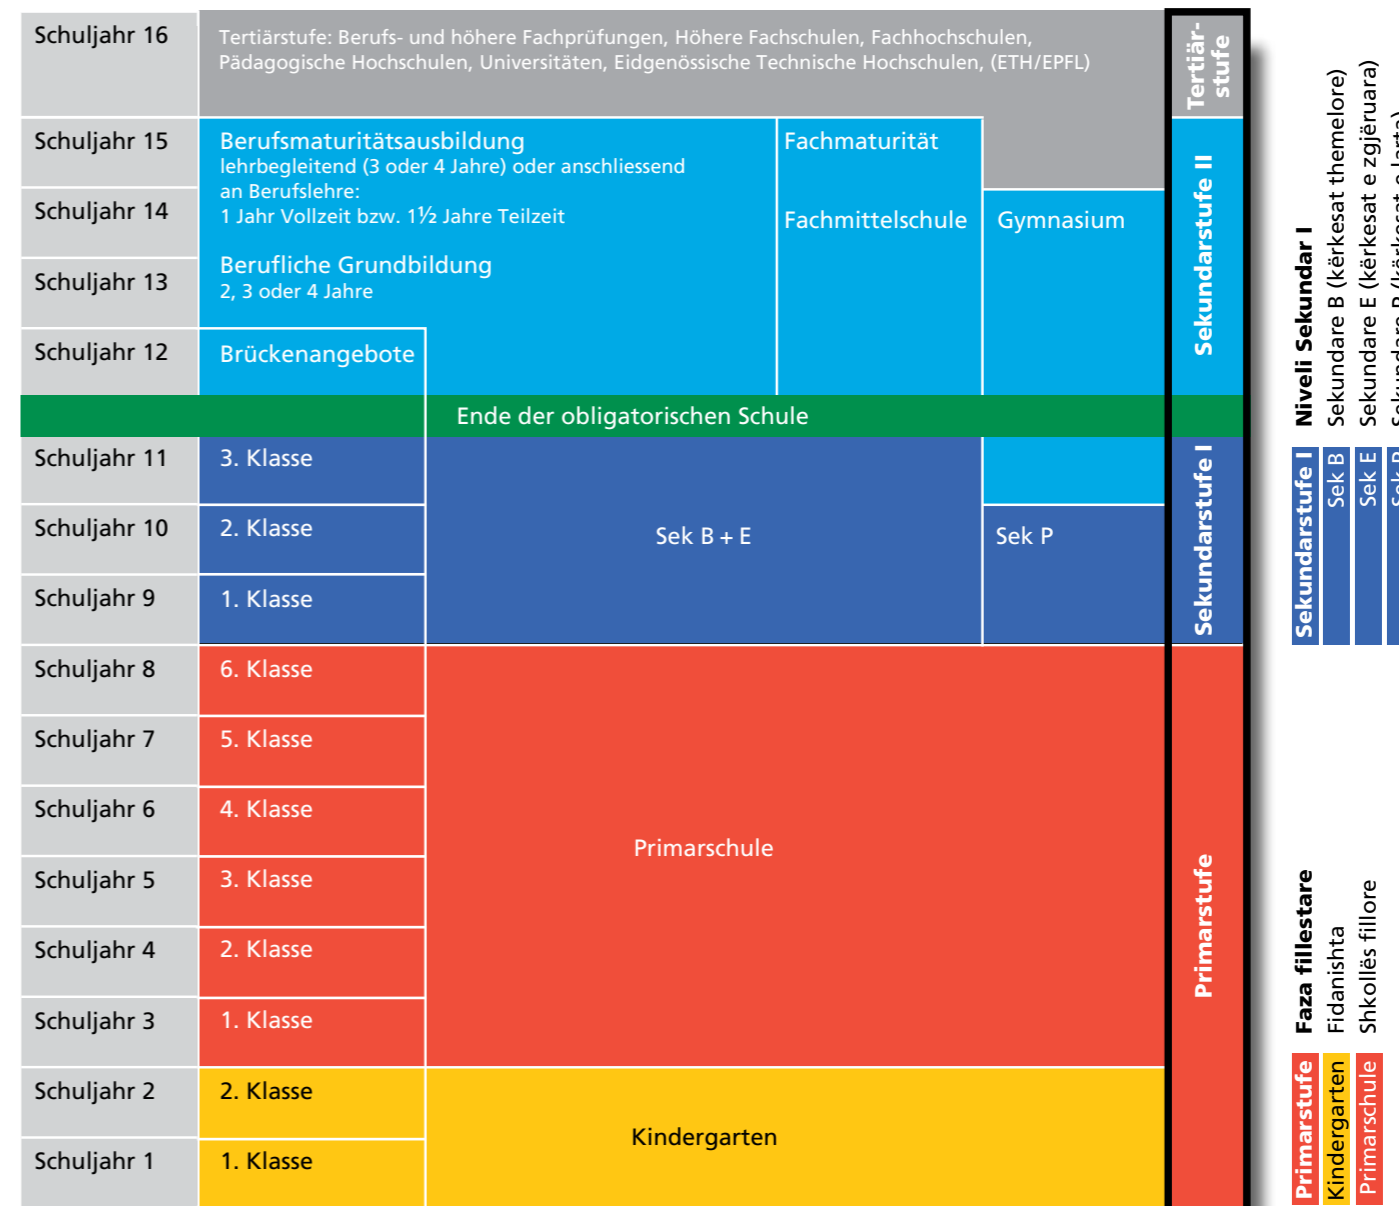 Schuljahr 16
Tertiärstufe: Berufs- und höhere Fachprüfungen, Höhere Fachschulen, Fachhochschulen,
Pädagogische Hochschulen, Universitäten, Eidgenössische Technische Hochschulen, (ETH/EPFL)
Tertiär-
stufe
Schuljahr 15
Berufsmaturitätsausbildung
lehrbegleitend (3 oder 4 Jahre) oder anschliessend
an Berufslehre:
1 Jahr Vollzeit bzw. 1½ Jahre Teilzeit
Fachmaturität
Schuljahr 14
Fachmittelschule
Gymnasium
Sekundarstufe II
Schuljahr 13
Berufliche Grundbildung
2, 3 oder 4 Jahre
Schuljahr 12
Brückenangebote
Ende der obligatorischen Schule
Schuljahr 11
3. Klasse
Schuljahr 10
2. Klasse
Sek B + E
Sek P
Sekundarstufe I
Schuljahr 9
1. Klasse
Schuljahr 8
6. Klasse
Schuljahr 7
5. Klasse
Schuljahr 6
4. Klasse
Primarschule
Schuljahr 5
3. Klasse
Primarstufe
Schuljahr 4
2. Klasse
Schuljahr 3
1. Klasse
Schuljahr 2
2. Klasse
Kindergarten
Schuljahr 1
1. Klasse
Sekundarstufe I Niveli Sekundar I
Sek B Sekundare B (kërkesat themelore)
Sek E Sekundare E (kërkesat e zgjëruara)
Primarstufe Faza fillestare
Kindergarten Fidanishta
Primarschule Shkollës fillore